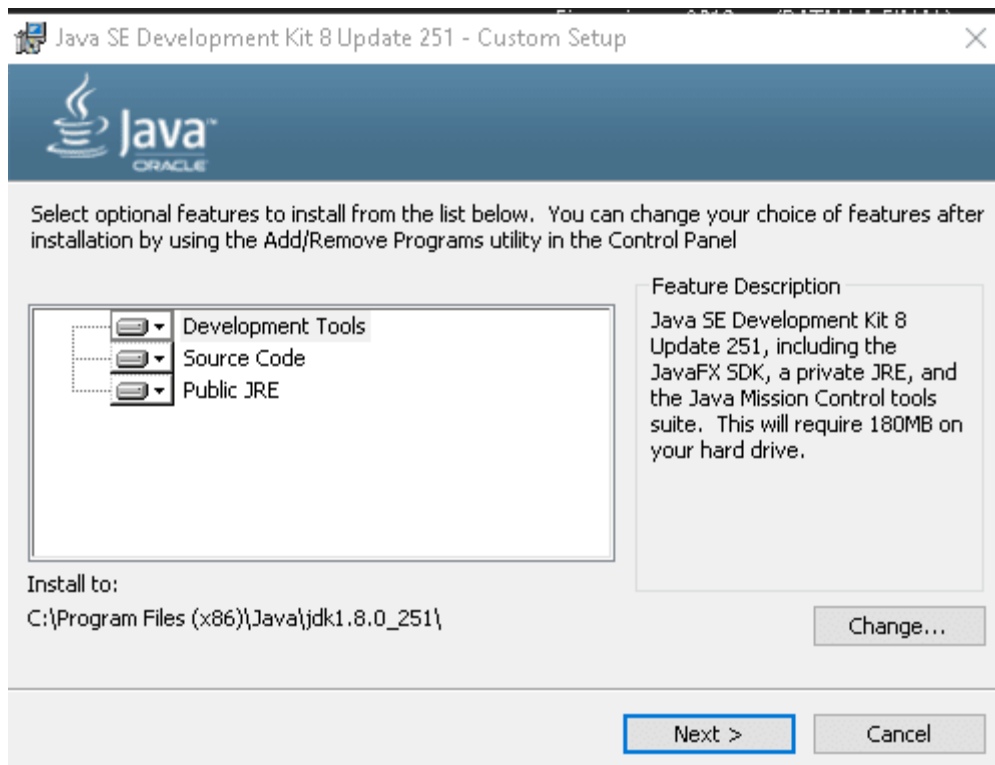 Java SE Development Kit 8 Update 251 - Custom Setup
Java™
ORACLE
Select optional features to install from the list below.  You can change your choice of features after
installation by using the Add/Remove Programs utility in the Control Panel
Development Tools
Source Code
Public JRE
Feature Description
Java SE Development Kit 8
Update 251, including the
JavaFX SDK, a private JRE, and
the Java Mission Control tools
suite.  This will require 180MB on
your hard drive.
Install to:
C:\Program Files (x86)\Java\jdk1.8.0_251\
Change...
Next >
Cancel